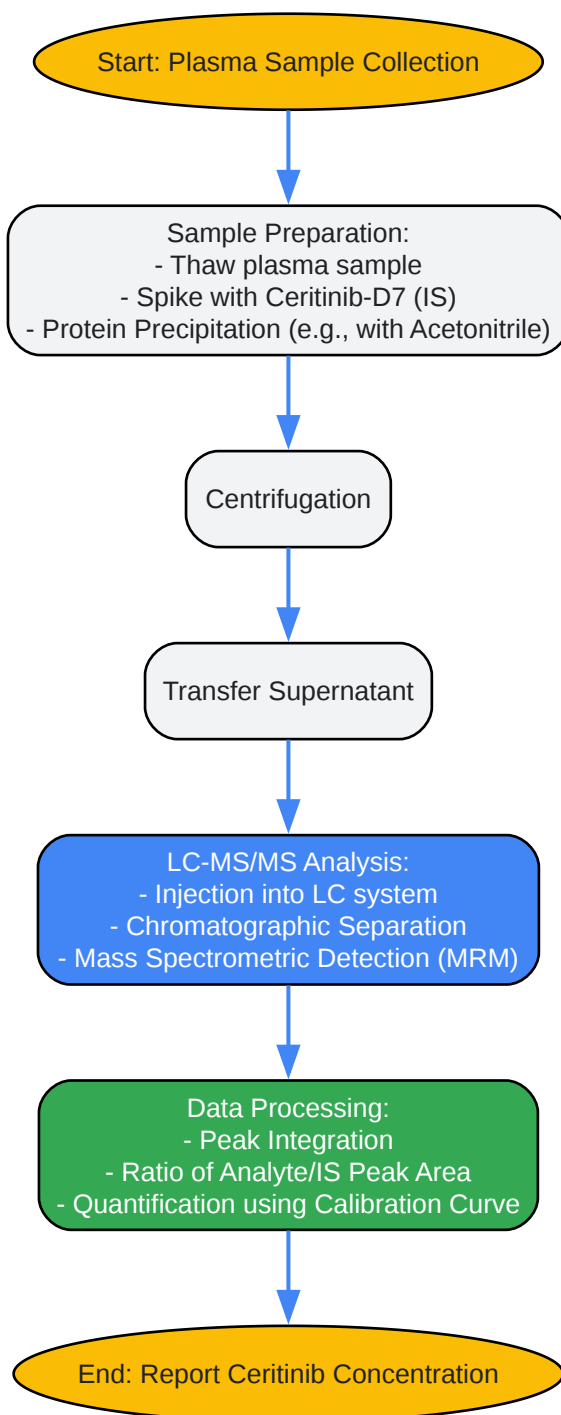 Start: Plasma Sample Collection
Sample Preparation:
- Thaw plasma sample
- Spike with Ceritinib-D7 (IS)
- Protein Precipitation (e.g., with Acetonitrile)
Centrifugation
Transfer Supernatant
LC-MS/MS Analysis:
- Injection into LC system
- Chromatographic Separation
- Mass Spectrometric Detection (MRM)
Data Processing:
- Peak Integration
- Ratio of Analyte/IS Peak Area
- Quantification using Calibration Curve
End: Report Ceritinib Concentration